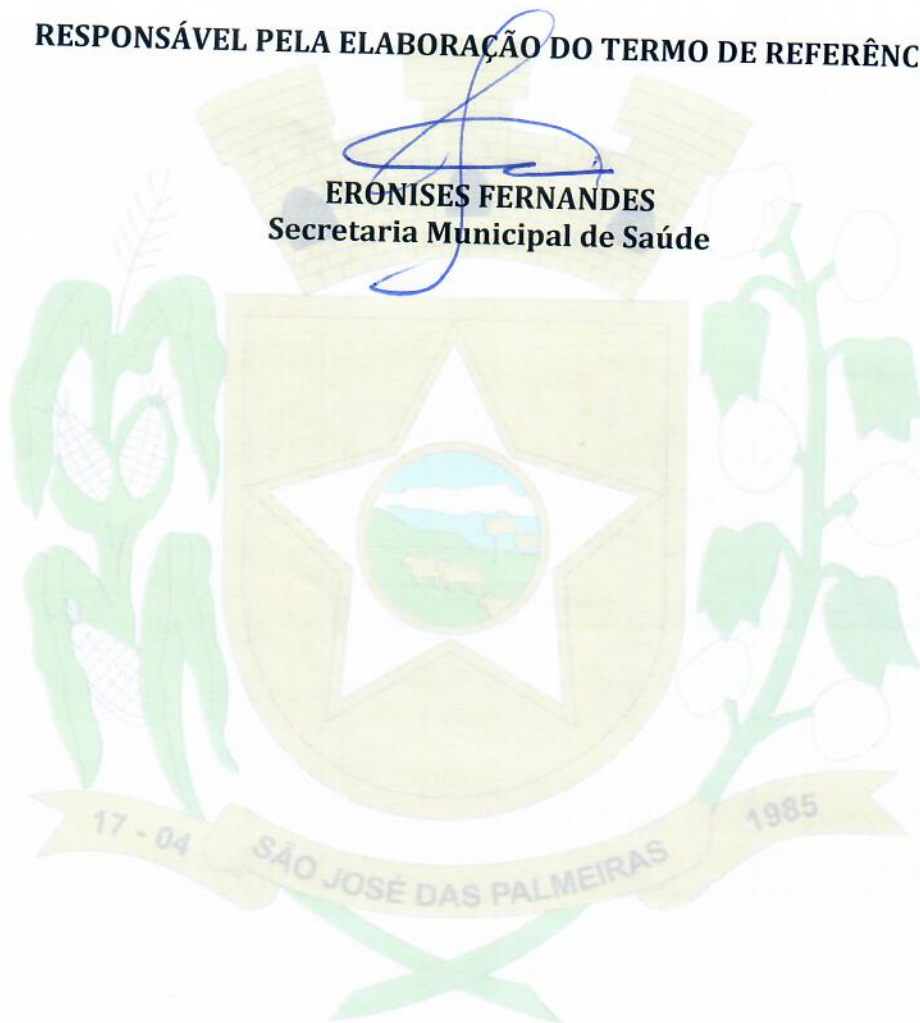 RESPONSÁVEL PELA ELABORAÇÃO DO TERMO DE REFERÊNC
ERONISES FERNANDES
Secretaria Municipal de Saúde
17 - 04 SÃO JOSÉ DAS PALMEIRAS 1985